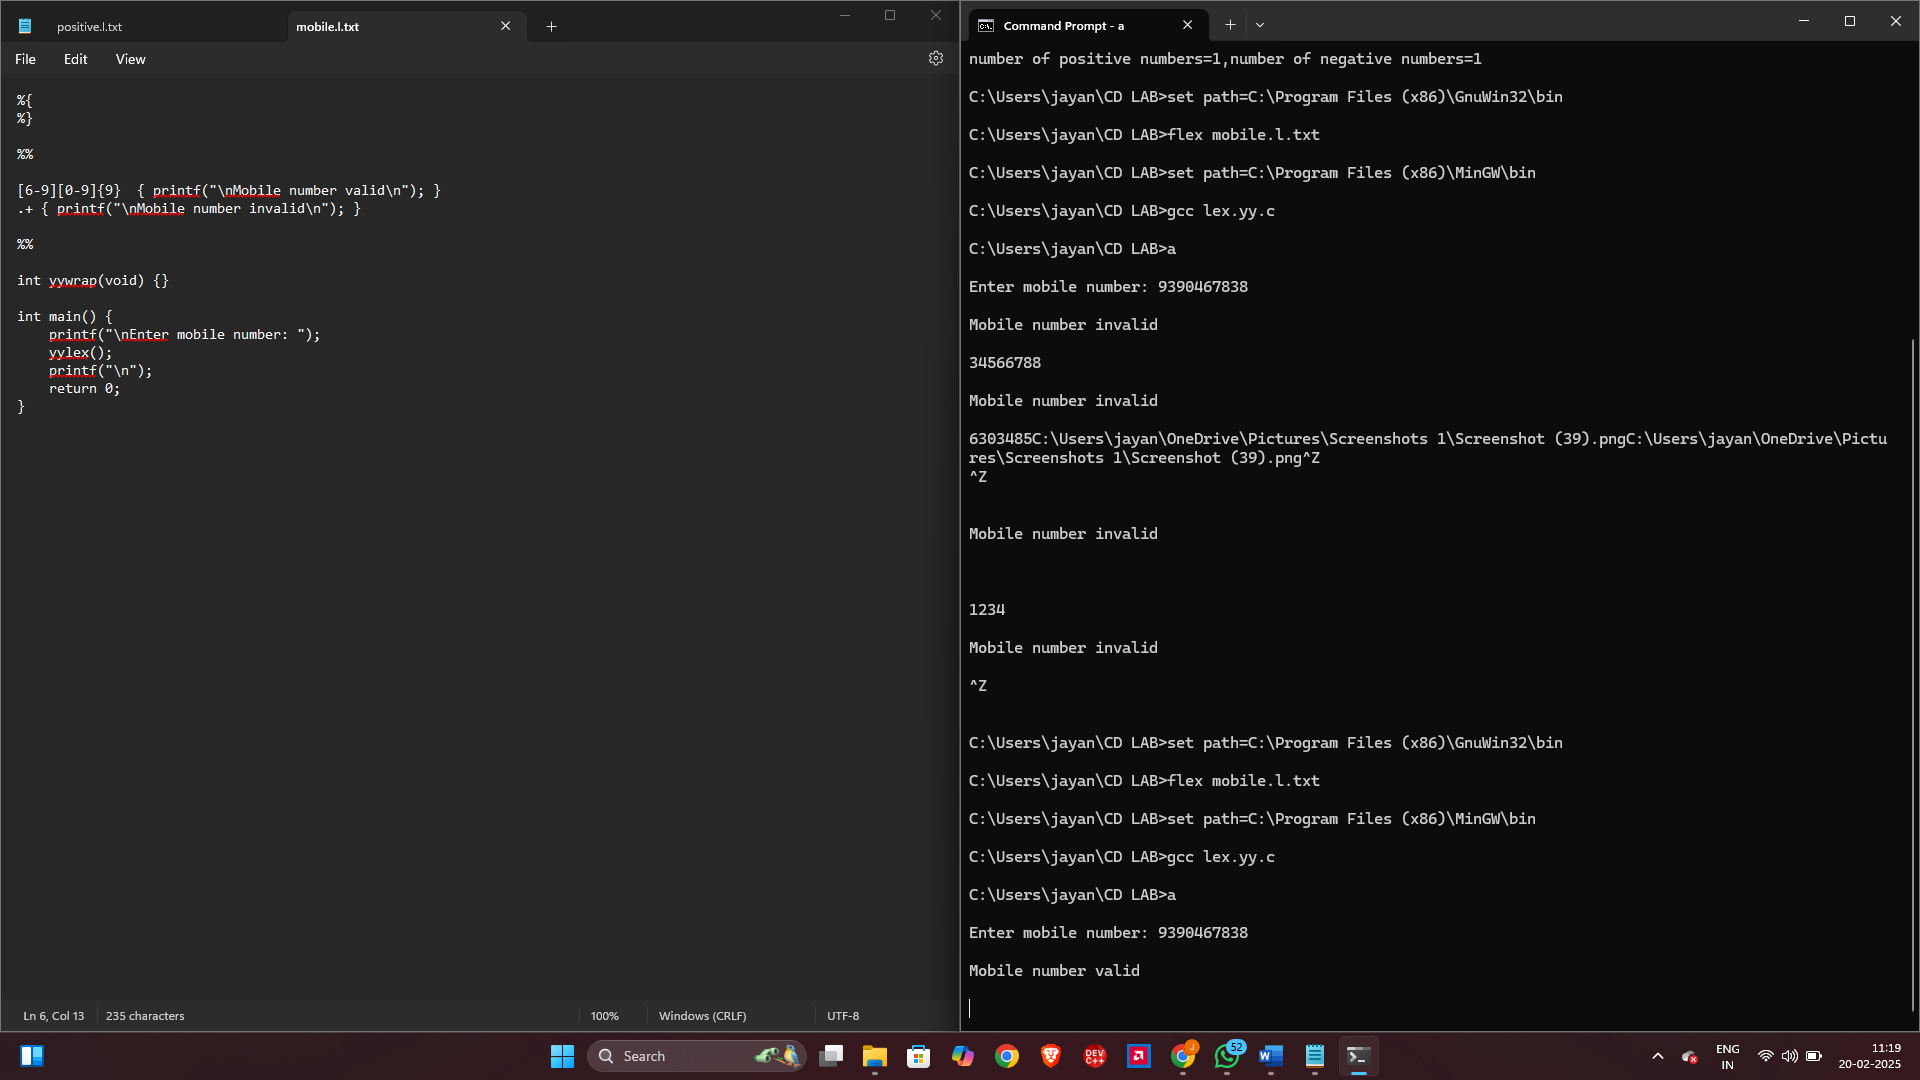 positive.l.txt
mobile.l.txt
File Edit View
%{
%}
%%
[6-9][0-9]{9}  { printf("\nMobile number valid\n"); }
.+ { printf("\nMobile number invalid\n"); }
%%
int yywrap(void) {}
int main() {
    printf("\nEnter mobile number: ");
    yylex();
    printf("\n");
    return 0;
}
Ln 6, Col 13 235 characters 100% Windows (CRLF) UTF-8
Command Prompt - a
number of positive numbers=1,number of negative numbers=1
C:\Users\jayan\CD LAB>set path=C:\Program Files (x86)\GnuWin32\bin
C:\Users\jayan\CD LAB>flex mobile.l.txt
C:\Users\jayan\CD LAB>set path=C:\Program Files (x86)\MinGW\bin
C:\Users\jayan\CD LAB>gcc lex.yy.c
C:\Users\jayan\CD LAB>a
Enter mobile number: 9390467838
Mobile number invalid
34566788
Mobile number invalid
6303485C:\Users\jayan\OneDrive\Pictures\Screenshots 1\Screenshot (39).pngC:\Users\jayan\OneDrive\Pictu
res\Screenshots 1\Screenshot (39).png^Z
^Z
Mobile number invalid
1234
Mobile number invalid
^Z
C:\Users\jayan\CD LAB>set path=C:\Program Files (x86)\GnuWin32\bin
C:\Users\jayan\CD LAB>flex mobile.l.txt
C:\Users\jayan\CD LAB>set path=C:\Program Files (x86)\MinGW\bin
C:\Users\jayan\CD LAB>gcc lex.yy.c
C:\Users\jayan\CD LAB>a
Enter mobile number: 9390467838
Mobile number valid
Search
DEV
C++
J
52
W
ENG
IN
11:19
20-02-2025